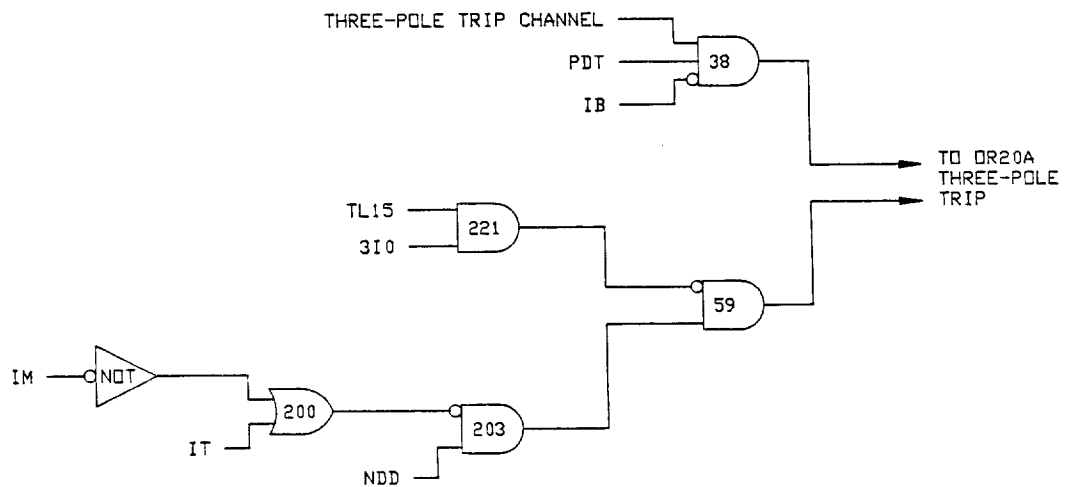 THREE-POLE TRIP CHANNEL
PDT
IB
38
TO OR20A
THREE-POLE
TRIP
TL15
3I0
221
59
IM
NOT
200
IT
203
NDD